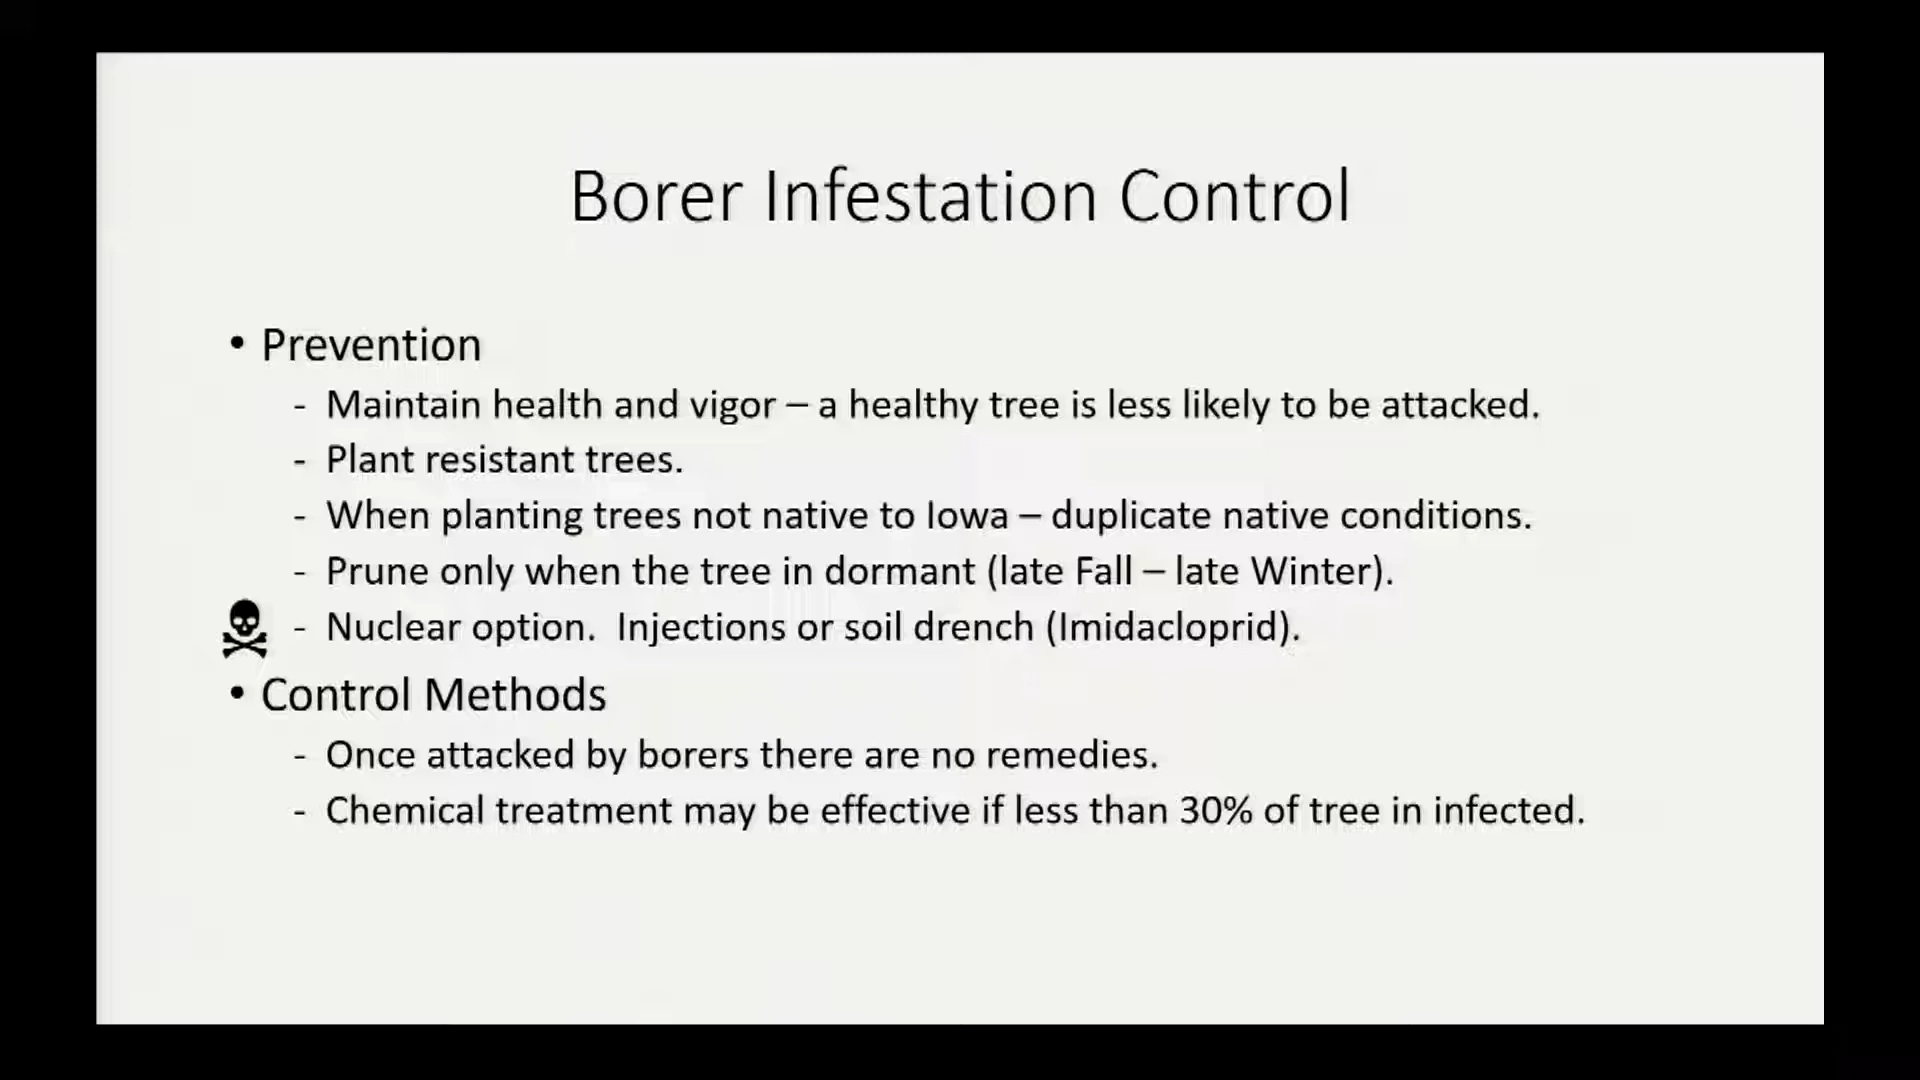 Borer Infestation Control
• Prevention
- Maintain health and vigor – a healthy tree is less likely to be attacked.
- Plant resistant trees.
- When planting trees not native to Iowa – duplicate native conditions.
- Prune only when the tree in dormant (late Fall – late Winter).
- Nuclear option.  Injections or soil drench (Imidacloprid).
• Control Methods
- Once attacked by borers there are no remedies.
- Chemical treatment may be effective if less than 30% of tree in infected.